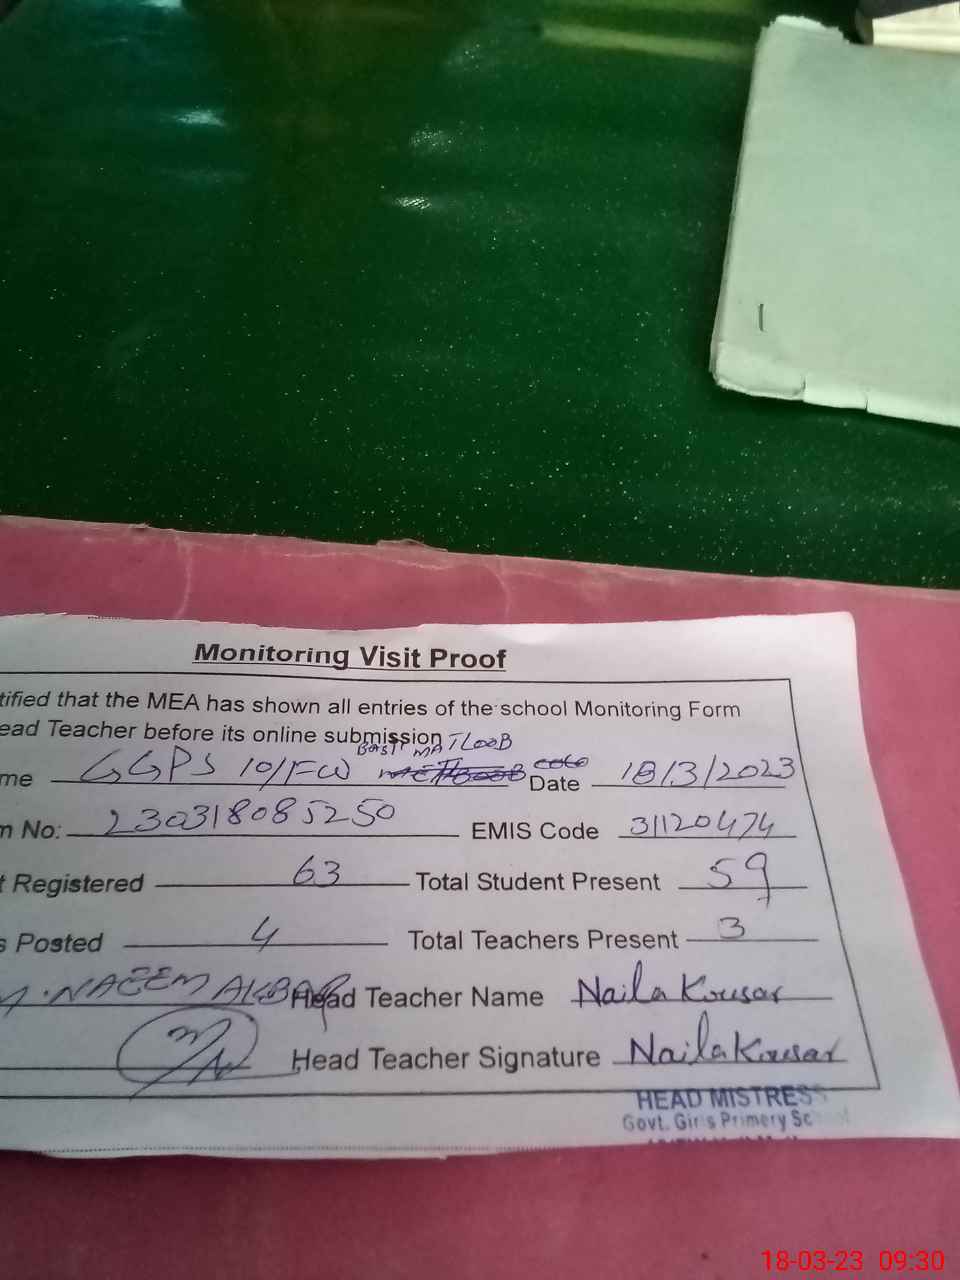 Monitoring Visit Proof
tified that the MEA has shown all entries of the school Monitoring Form
ead Teacher before its online submission
BASTI MATLOOB
me GGPS 10/FW Date 18/3/2023
n No: 230318085250 EMIS Code 31120474
t Registered 63 Total Student Present 59
s Posted 4 Total Teachers Present 3
M. NAEEM AKBAR Head Teacher Name Naila Kousar
Head Teacher Signature Naila Kousar
HEAD MISTRESS
Govt. Girls Primery School
18-03-23 09:30